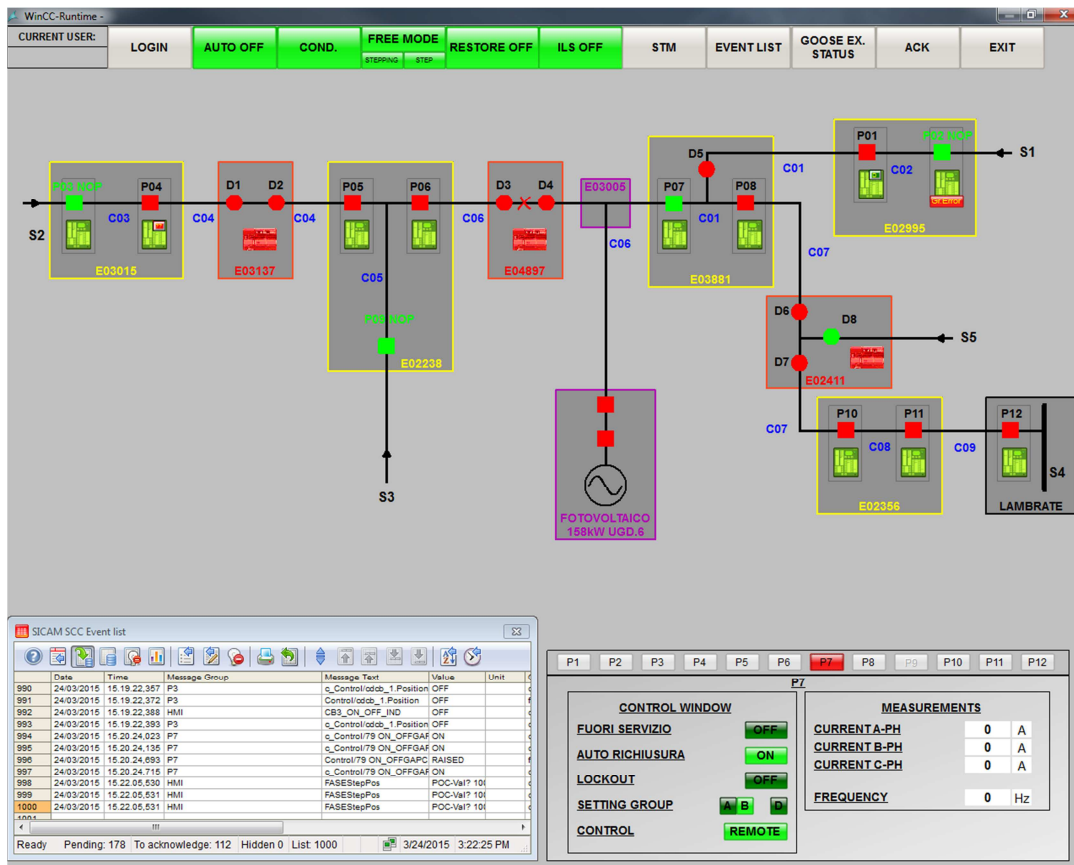 WinCC-Runtime -
CURRENT USER:
LOGIN
AUTO OFF
COND.
FREE MODE
STEPPING STEP
RESTORE OFF
ILS OFF
STM
EVENT LIST
GOOSE EX.
STATUS
ACK
EXIT
P01
P02 NOP
S1
D5
C01
C02
Gr.Error
E02995
P04
D1 D2
P05 P06
D3 D4
E03005
P07 P08
C03
C04
C04
C06
C01
S2
E03015
E03137
C05
E04897
C06
E03881
C07
NOP
E02238
D6
D8
S5
D7
E02411
S3
C07
P10 P11
P12
C08
C09
S4
E02356
LAMBRATE
FOTOVOLTAICO
158kW UGD.6
SICAM SCC Event list
Date Time Message Group Message Text Value Unit
990 24/03/2015 15.19.22,357 P3 c_Control/cdcb_1.Position OFF
991 24/03/2015 15.19.22,372 P3 Control/cdcb_1.Position OFF
992 24/03/2015 15.19.22,388 HMI CB3_ON_OFF_IND OFF
993 24/03/2015 15.19.22,393 P3 c_Control/cdcb_1.Position OFF
994 24/03/2015 15.20.24,023 P7 c_Control/79 ON_OFFGAF ON
995 24/03/2015 15.20.24,135 P7 c_Control/79 ON_OFFGAF ON
996 24/03/2015 15.20.24,693 P7 Control/79 ON_OFFGAPC RAISED
997 24/03/2015 15.20.24,715 P7 c_Control/79 ON_OFFGAF ON
998 24/03/2015 15.22.05,530 HMI FASEStepPos POC-Val? 10
999 24/03/2015 15.22.05,531 HMI FASEStepPos POC-Val? 10
1000 24/03/2015 15.22.05,531 HMI FASEStepPos POC-Val? 10
Ready Pending: 178 To acknowledge: 112 Hidden 0 List: 1000 3/24/2015 3:22:25 PM
P1 P2 P3 P4 P5 P6 P7 P8 P9 P10 P11 P12
P7
CONTROL WINDOW
FUORI SERVIZIO OFF
AUTO RICHIUSURA ON
LOCKOUT OFF
SETTING GROUP A B D
CONTROL REMOTE
MEASUREMENTS
CURRENT A-PH 0 A
CURRENT B-PH 0 A
CURRENT C-PH 0 A
FREQUENCY 0 Hz